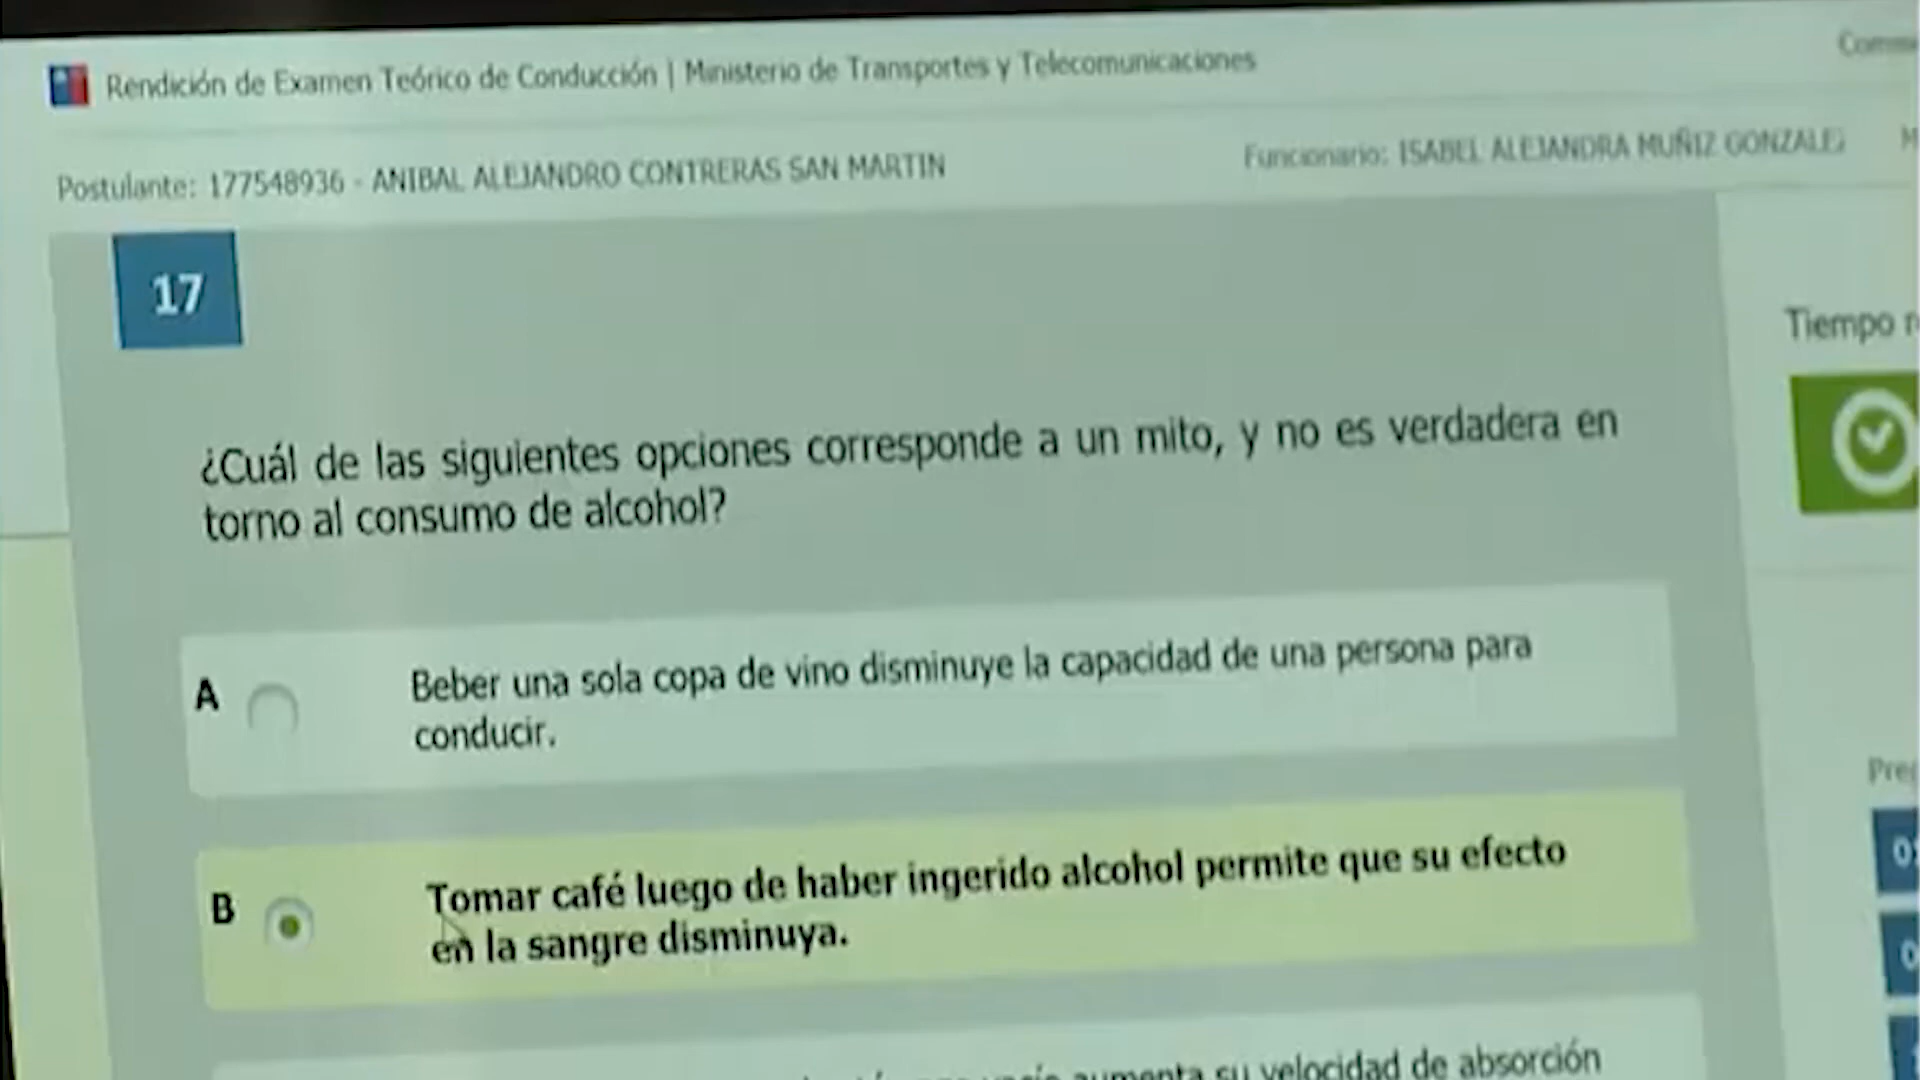 Rendición de Examen Teórico de Conducción | Ministerio de Transportes y Telecomunicaciones
Postulante: 177548936 - ANIBAL ALEJANDRO CONTRERAS SAN MARTIN
Funcionario: ISABEL ALEJANDRA MUÑIZ GONZALEZ
17
Tiempo
¿Cuál de las siguientes opciones corresponde a un mito, y no es verdadera en
torno al consumo de alcohol?
A
Beber una sola copa de vino disminuye la capacidad de una persona para
conducir.
B
Tomar café luego de haber ingerido alcohol permite que su efecto
en la sangre disminuya.
aumenta su velocidad de absorción